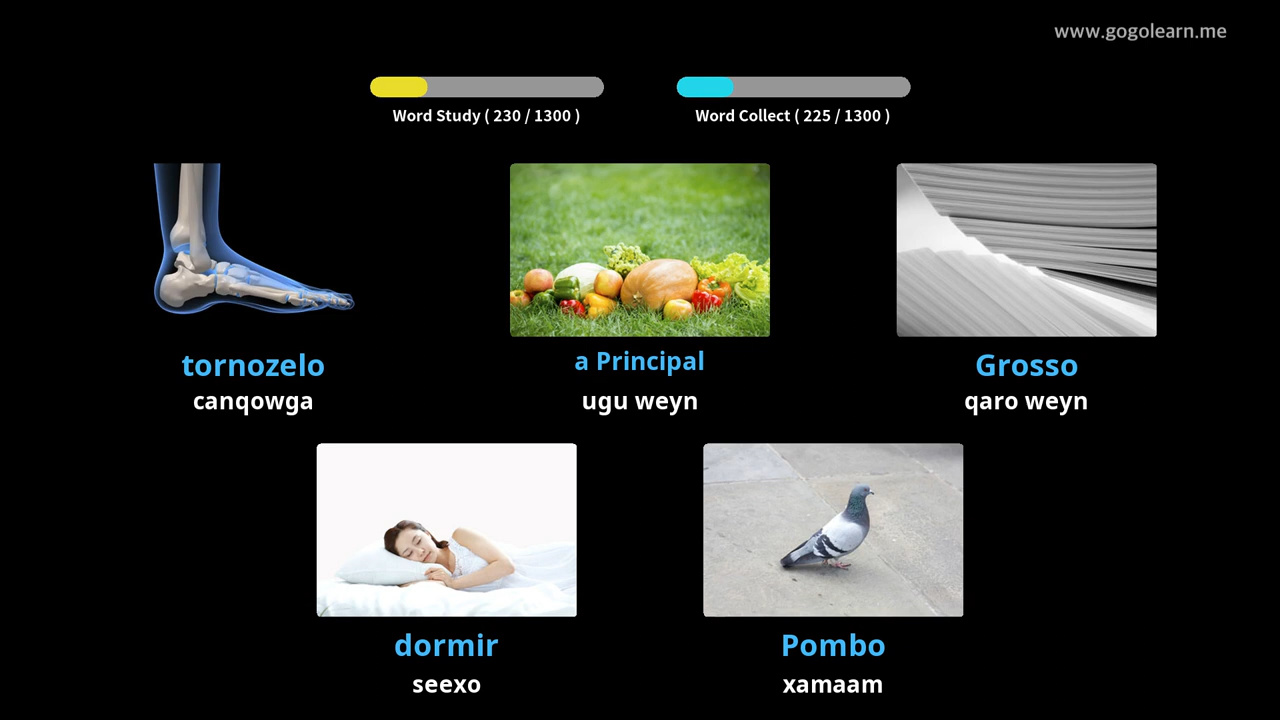 www.gogolearn.me
Word Study ( 230 / 1300 )
Word Collect ( 225 / 1300 )
tornozelo
canqowga
a Principal
ugu weyn
Grosso
qaro weyn
dormir
seexo
Pombo
xamaam